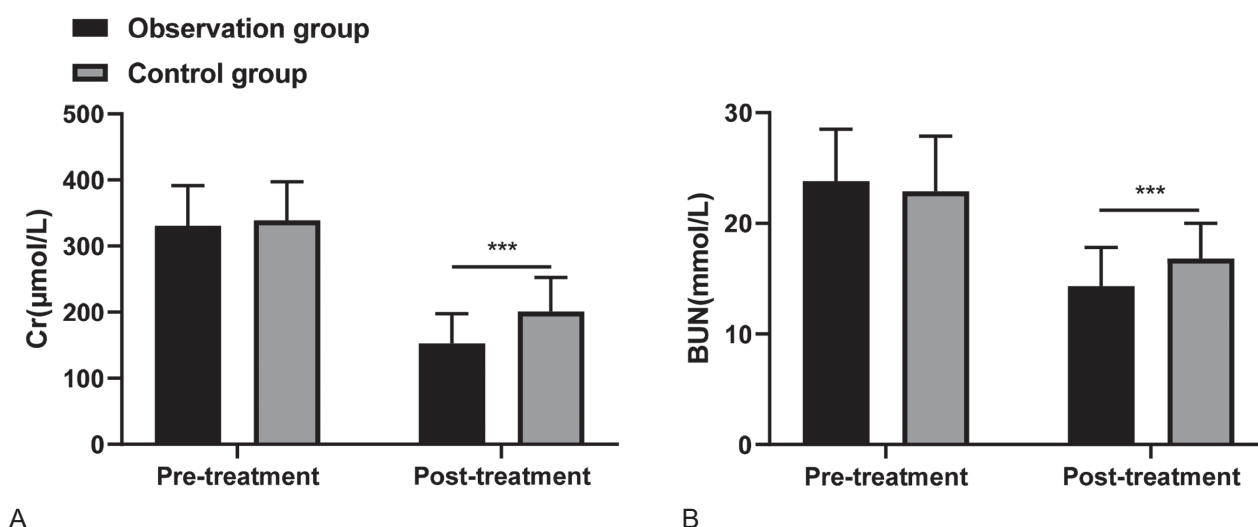 Observation group
Control group
500
400
300
200
100
0
Cr(µmol/L)
***
Pre-treatment
Post-treatment
A
30
20
10
0
BUN(mmol/L)
***
Pre-treatment
Post-treatment
B